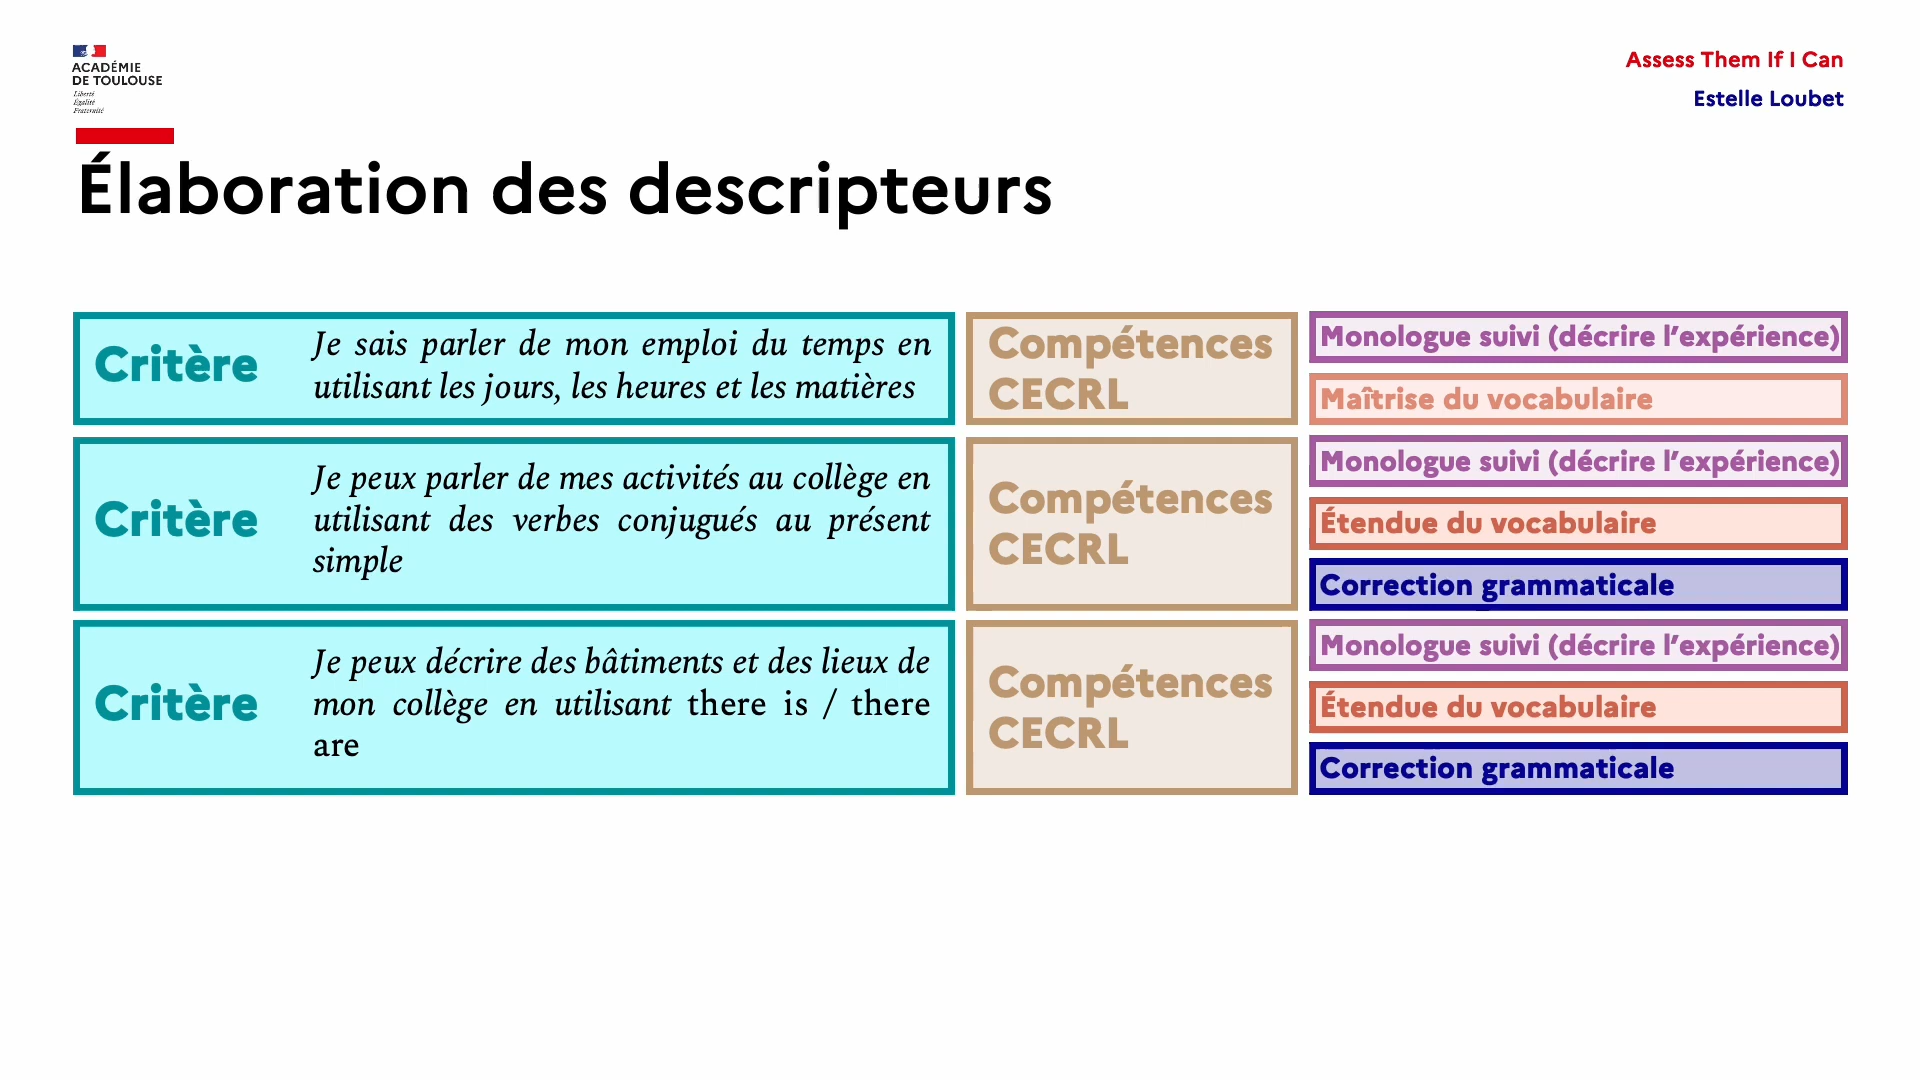 ACADÉMIE
DE TOULOUSE
Liberté
Égalité
Fraternité
Assess Them If I Can
Estelle Loubet
Élaboration des descripteurs
Critère
Je sais parler de mon emploi du temps en
utilisant les jours, les heures et les matières
Compétences
CECRL
Monologue suivi (décrire l’expérience)
Maîtrise du vocabulaire
Critère
Je peux parler de mes activités au collège en
utilisant des verbes conjugués au présent
simple
Compétences
CECRL
Monologue suivi (décrire l’expérience)
Étendue du vocabulaire
Correction grammaticale
Critère
Je peux décrire des bâtiments et des lieux de
mon collège en utilisant there is / there
are
Compétences
CECRL
Monologue suivi (décrire l’expérience)
Étendue du vocabulaire
Correction grammaticale